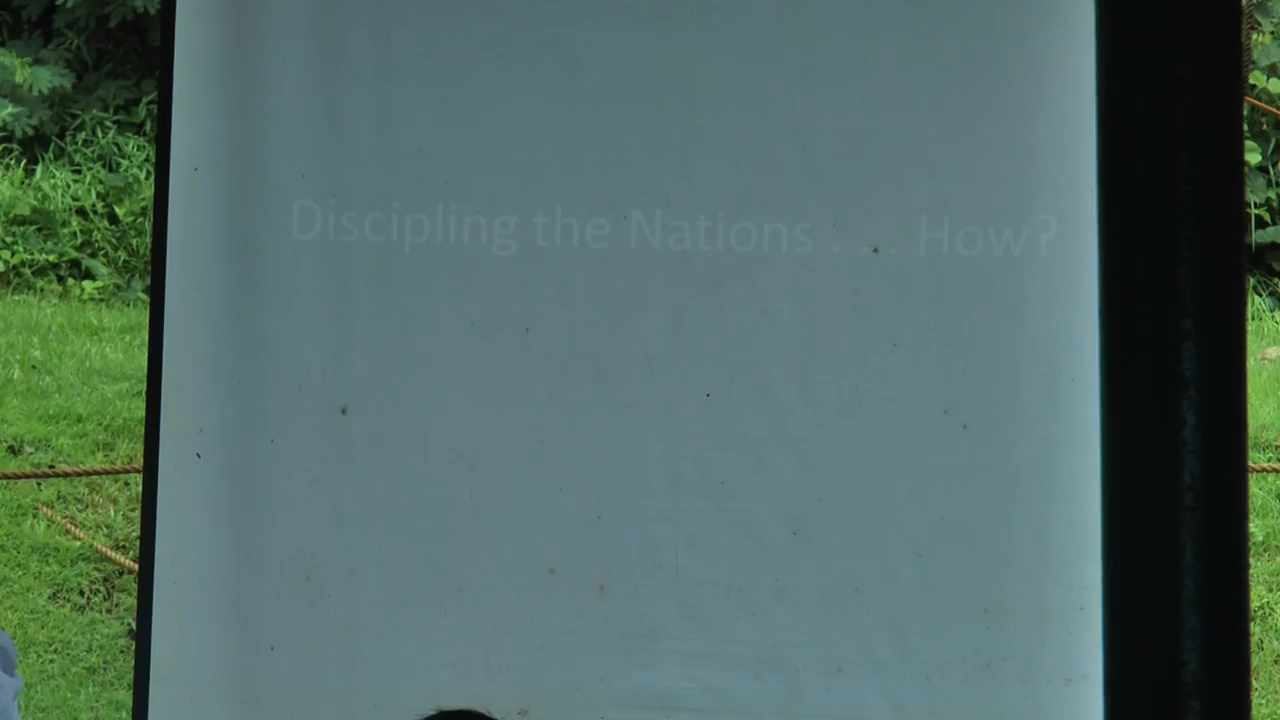 Discipling the Nations . . . . How?